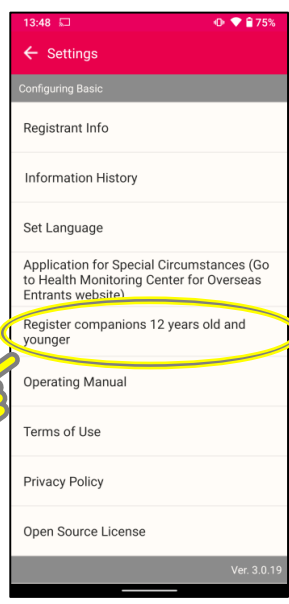 13:48 75%
← Settings
Configuring Basic
Registrant Info
Information History
Set Language
Application for Special Circumstances (Go
to Health Monitoring Center for Overseas
Entrants website)
Register companions 12 years old and
younger
Operating Manual
Terms of Use
Privacy Policy
Open Source License
Ver. 3.0.19